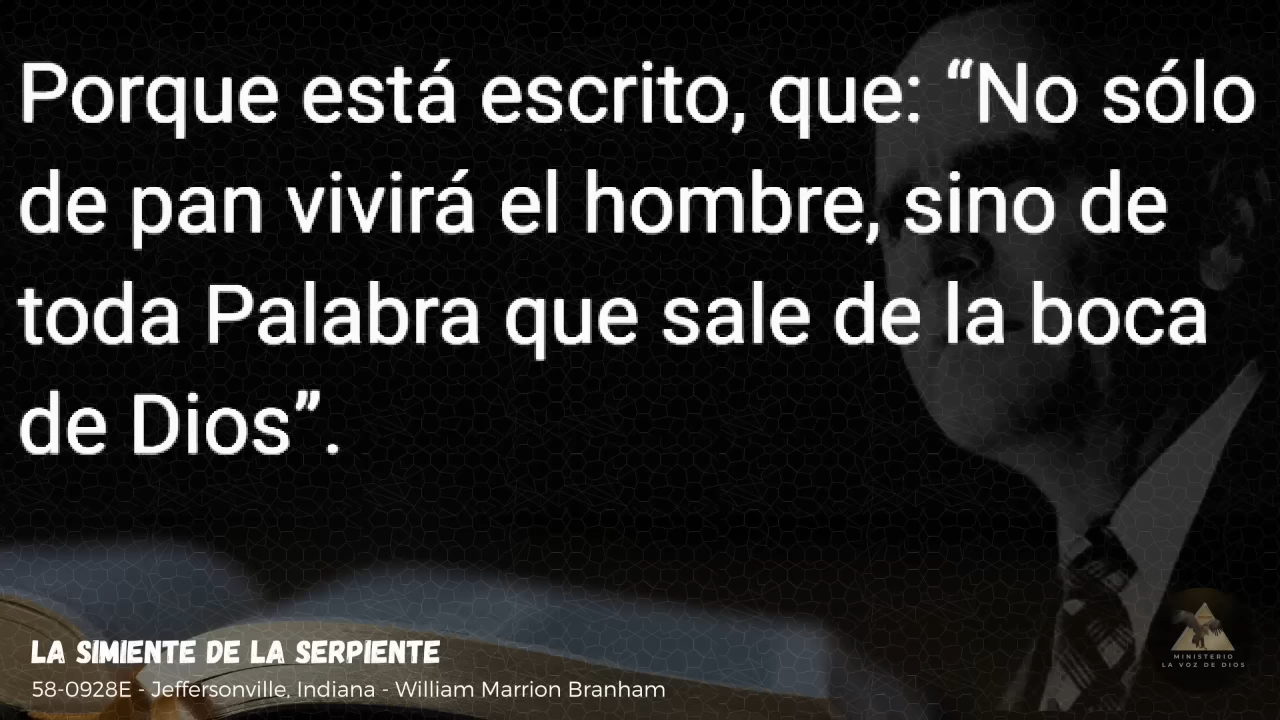 Porque está escrito, que: “No sólo
de pan vivirá el hombre, sino de
toda Palabra que sale de la boca
de Dios”.
LA SIMIENTE DE LA SERPIENTE
58-0928E - Jeffersonville, Indiana - William Marrion Branham
MINISTERIO
LA VOZ DE DIOS